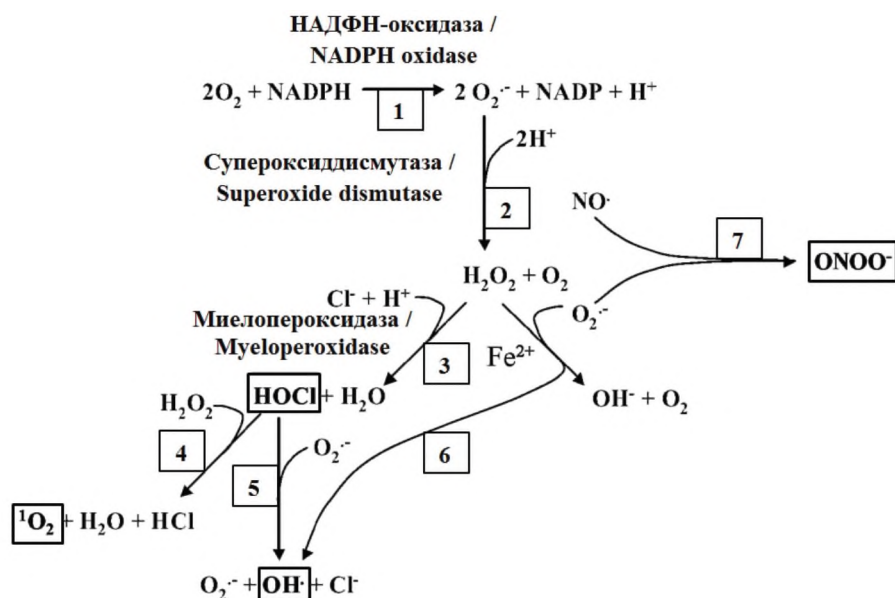 НАДФН-оксидаза /
NADPH oxidase
2O₂ + NADPH
2 O₂·⁻ + NADP + H⁺
1
2H⁺
Супероксиддисмутаза /
Superoxide dismutase
2
NO·
7
ONOO⁻
H₂O₂ + O₂
Cl⁻ + H⁺
O₂·⁻
Миелопероксидаза /
Myeloperoxidase
3
Fe²⁺
HOCl + H₂O
OH⁻ + O₂
H₂O₂
4
O₂·⁻
6
5
¹O₂ + H₂O + HCl
O₂·⁻ + OH· + Cl⁻